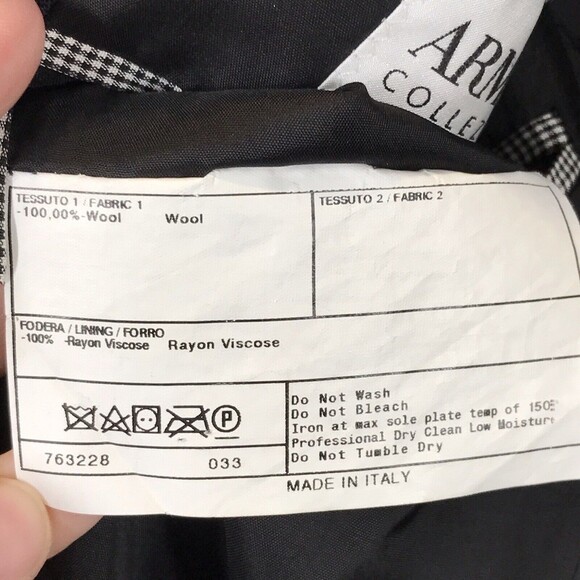 ARM
COLLEZ
TESSUTO 1 / FABRIC 1
-100,00%-Wool Wool
TESSUTO 2 / FABRIC 2
FODERA / LINING / FORRO
-100% -Rayon Viscose Rayon Viscose
P
Do Not Wash
Do Not Bleach
Iron at max sole plate temp of 150
Professional Dry Clean Low Moisture
Do Not Tumble Dry
763228 033
MADE IN ITALY